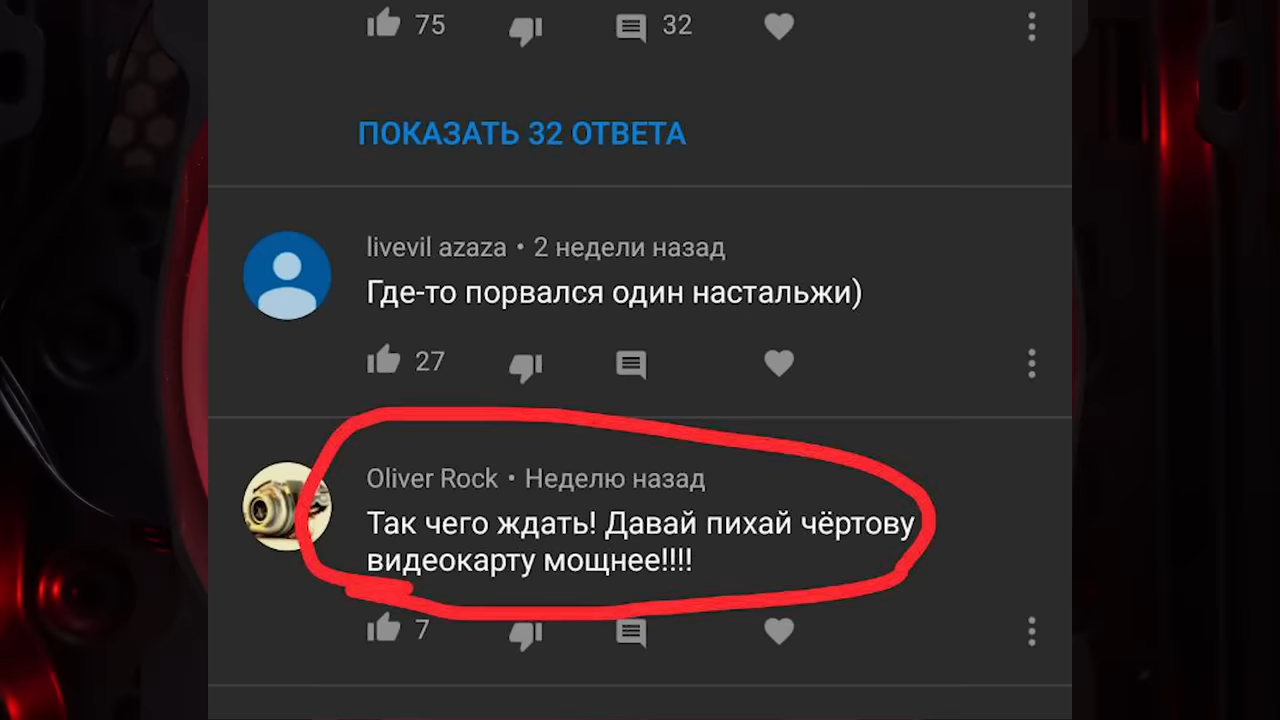 75 32
ПОКАЗАТЬ 32 ОТВЕТА
livevil azaza • 2 недели назад
Где-то порвался один настальжи)
27
Oliver Rock • Неделю назад
Так чего ждать! Давай пихай чёртову
видеокарту мощнее!!!!
7